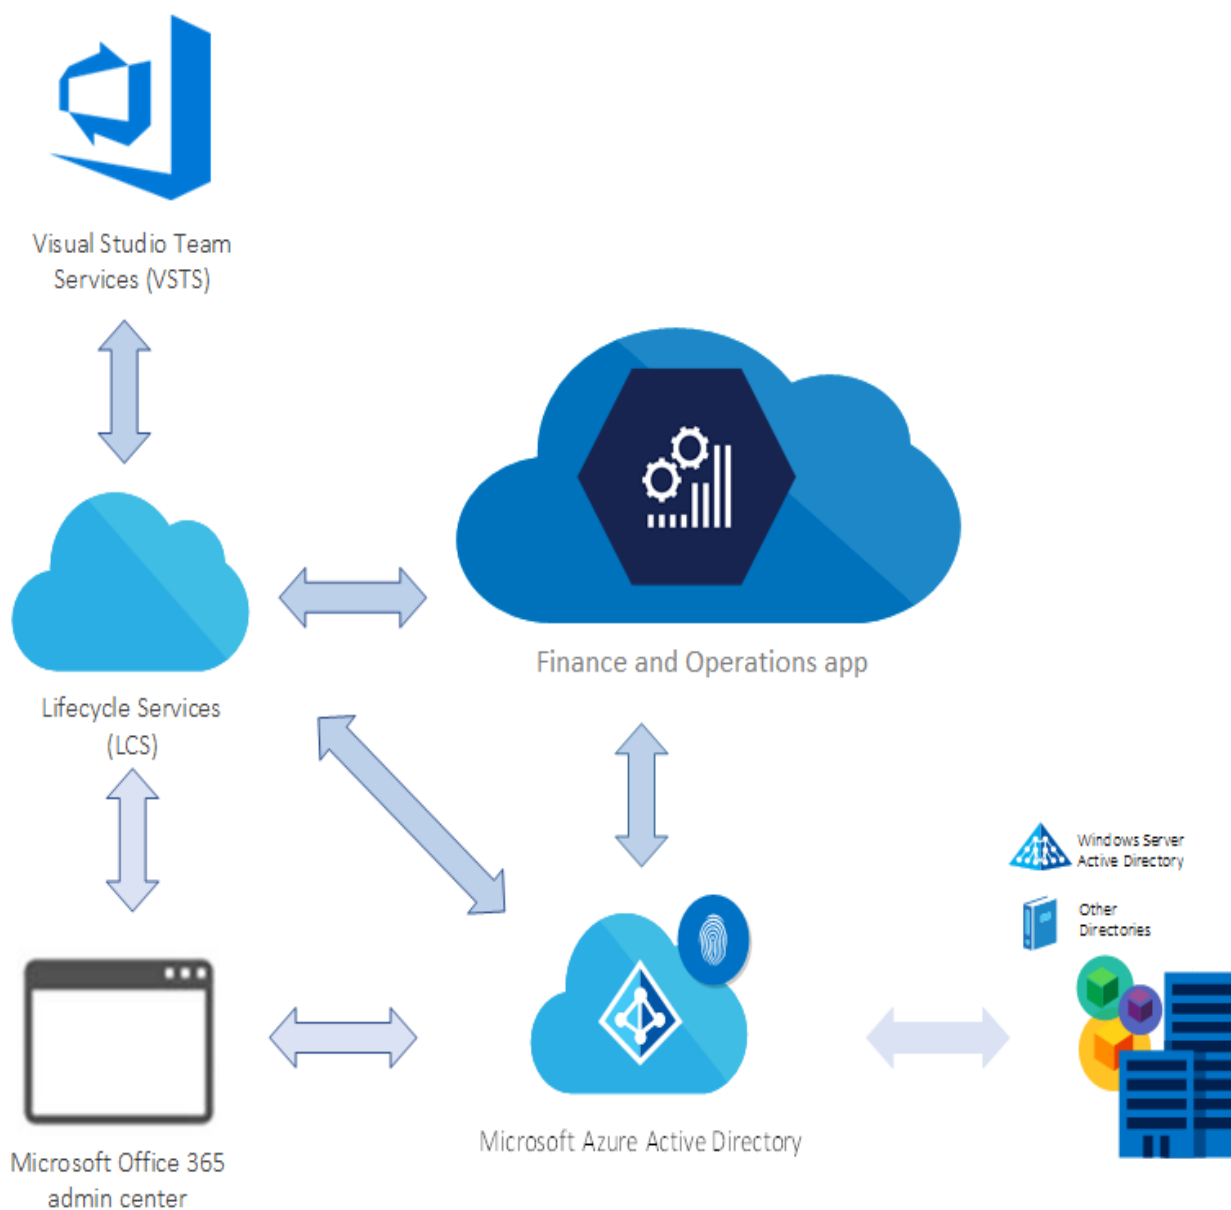 Visual Studio Team
Services (VSTS)
Finance and Operations app
Lifecycle Services
(LCS)
Windows Server
Active Directory
Other
Directories
Microsoft Azure Active Directory
Microsoft Office 365
admin center